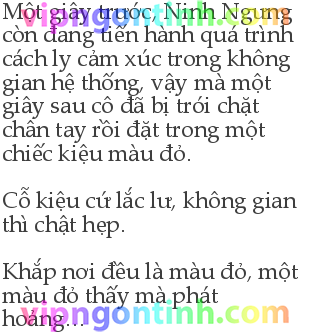 Một giây trước, Ninh Ngưng
vipngontinh.com
còn đang tiến hành quá trình
cách ly cảm xúc trong không
gian hệ thống, vậy mà một
giây sau cô đã bị trói chặt
chân tay rồi đặt trong một
chiếc kiệu màu đỏ.
Cỗ kiệu cứ lắc lư, không gian
thì chật hẹp.
Khắp nơi đều là màu đỏ, một
màu đỏ thấy mà phát
hoảng...
vipngontinh.com